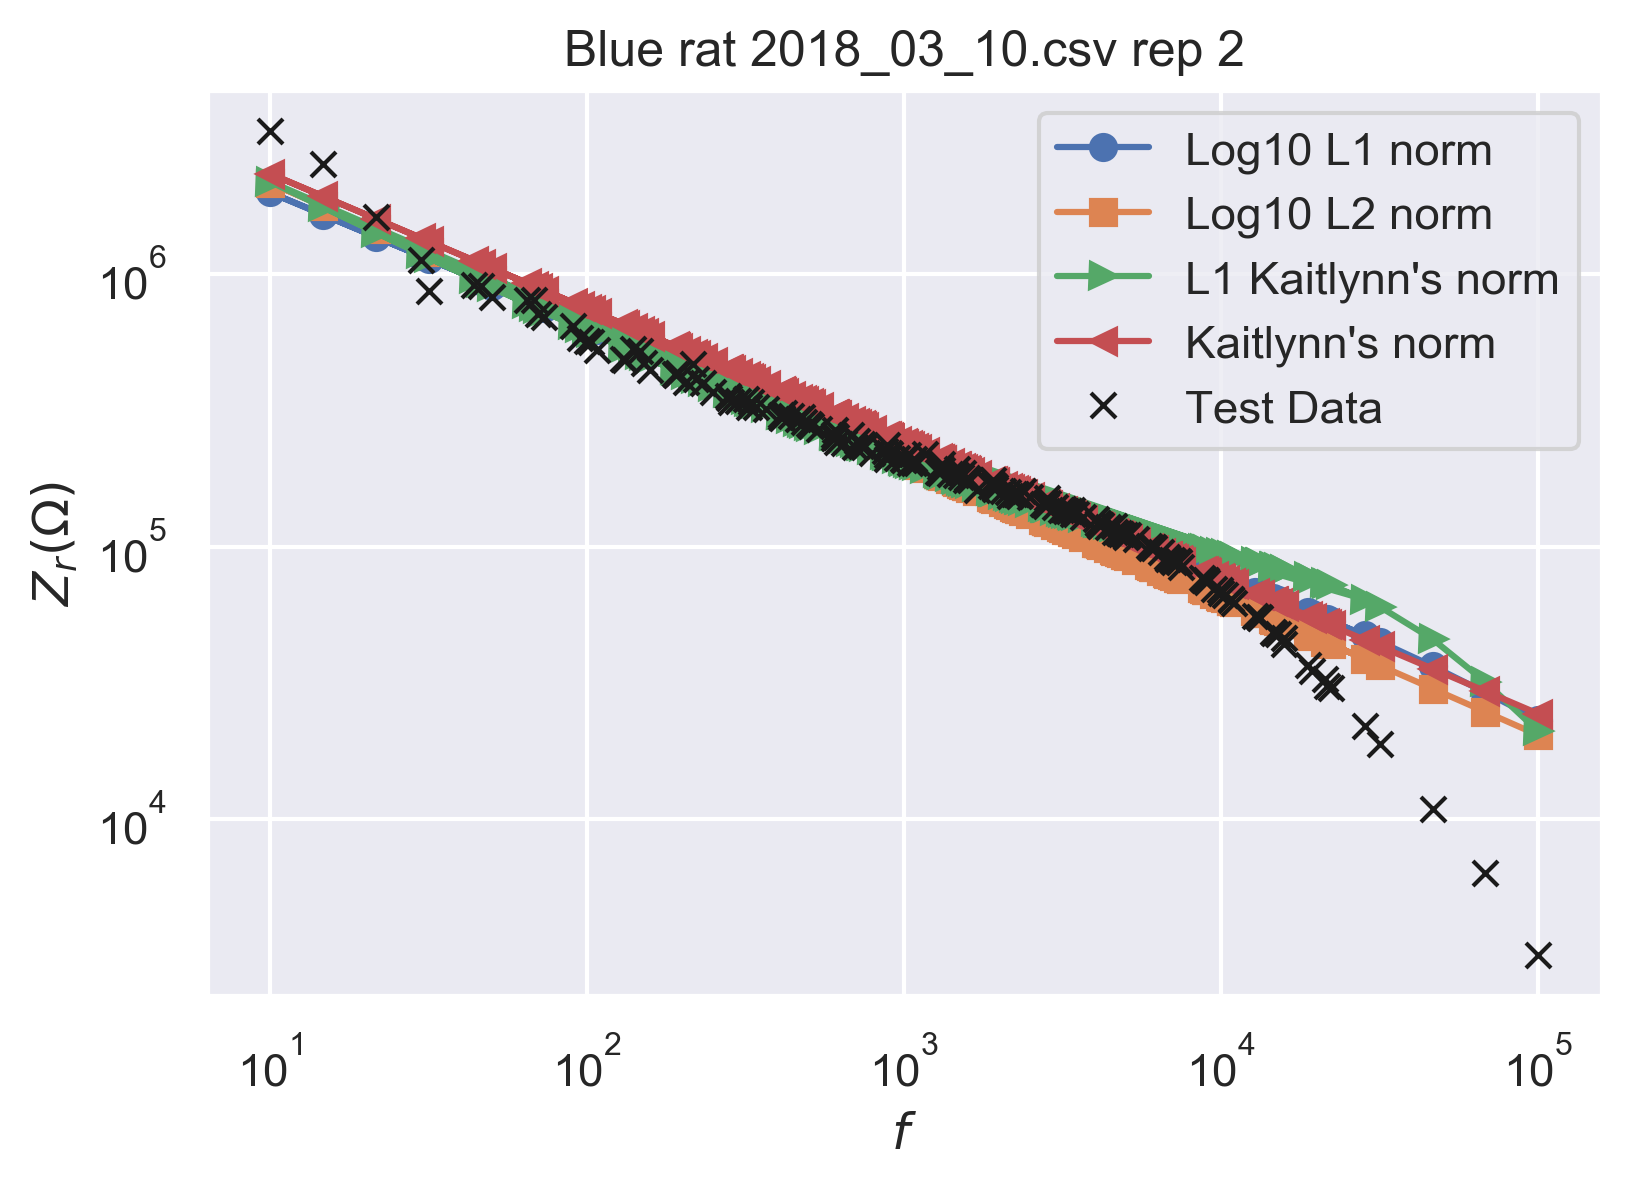 Blue rat 2018_03_10.csv rep 2
Log10 L1 norm
Log10 L2 norm
L1 Kaitlynn's norm
Kaitlynn's norm
Test Data
10^6
10^5
10^4
Z_r(Ω)
10^1 10^2 10^3 10^4 10^5
f